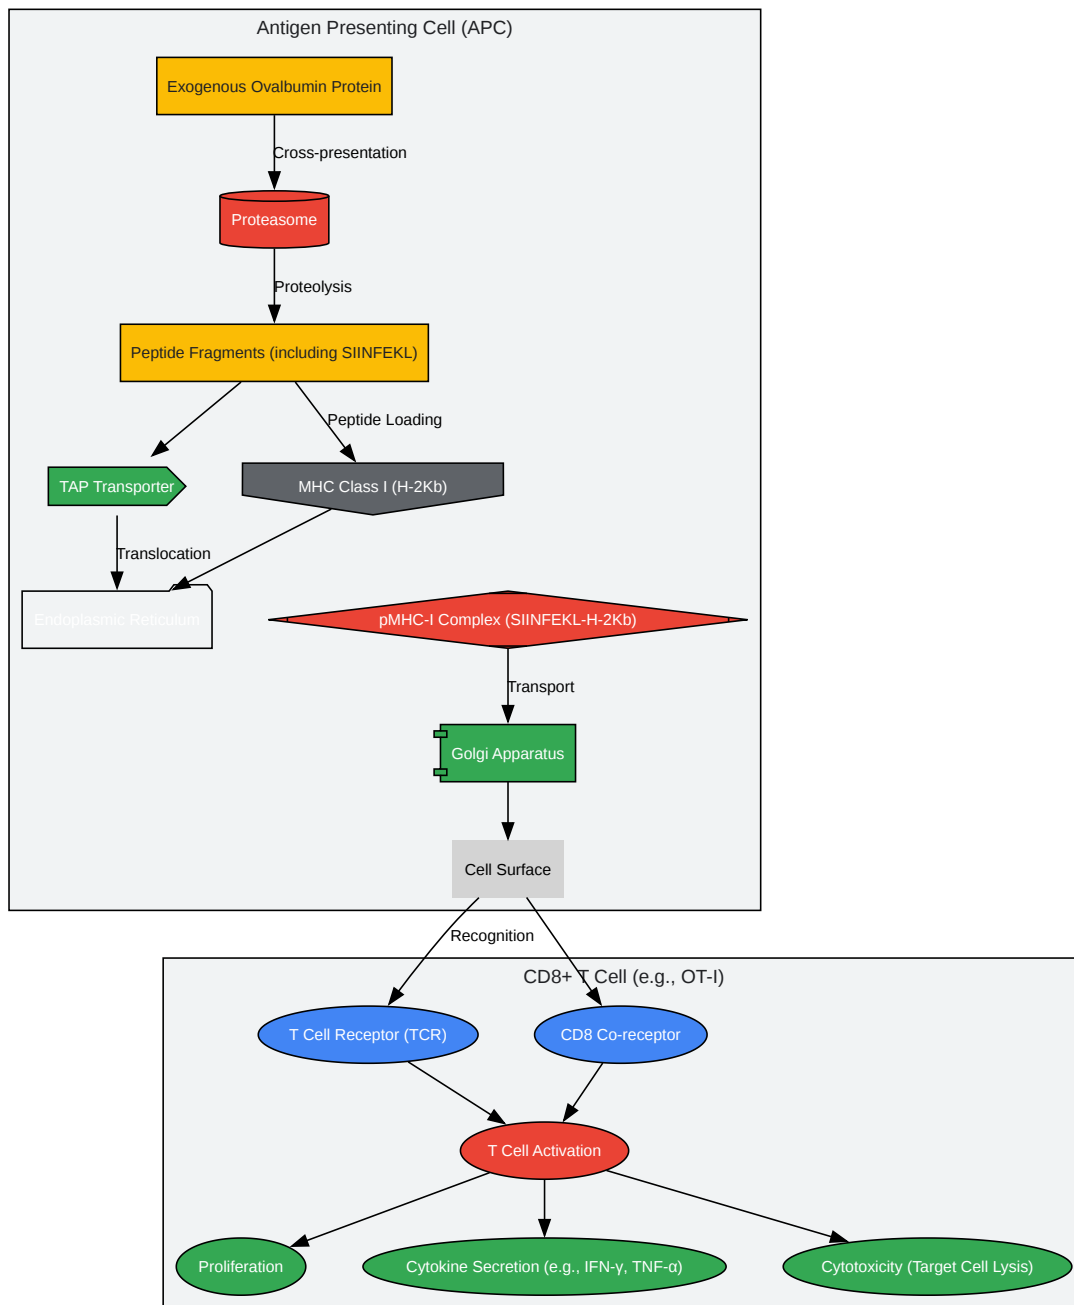 Antigen Presenting Cell (APC)
Exogenous Ovalbumin Protein
Cross-presentation
Proteasome
Proteolysis
Peptide Fragments (including SIINFEKL)
Peptide Loading
TAP Transporter
MHC Class I (H-2Kb)
Translocation
Endoplasmic Reticulum
pMHC-I Complex (SIINFEKL-H-2Kb)
Transport
Golgi Apparatus
Cell Surface
Recognition
CD8+ T Cell (e.g., OT-I)
T Cell Receptor (TCR)
CD8 Co-receptor
T Cell Activation
Proliferation
Cytokine Secretion (e.g., IFN-γ, TNF-α)
Cytotoxicity (Target Cell Lysis)